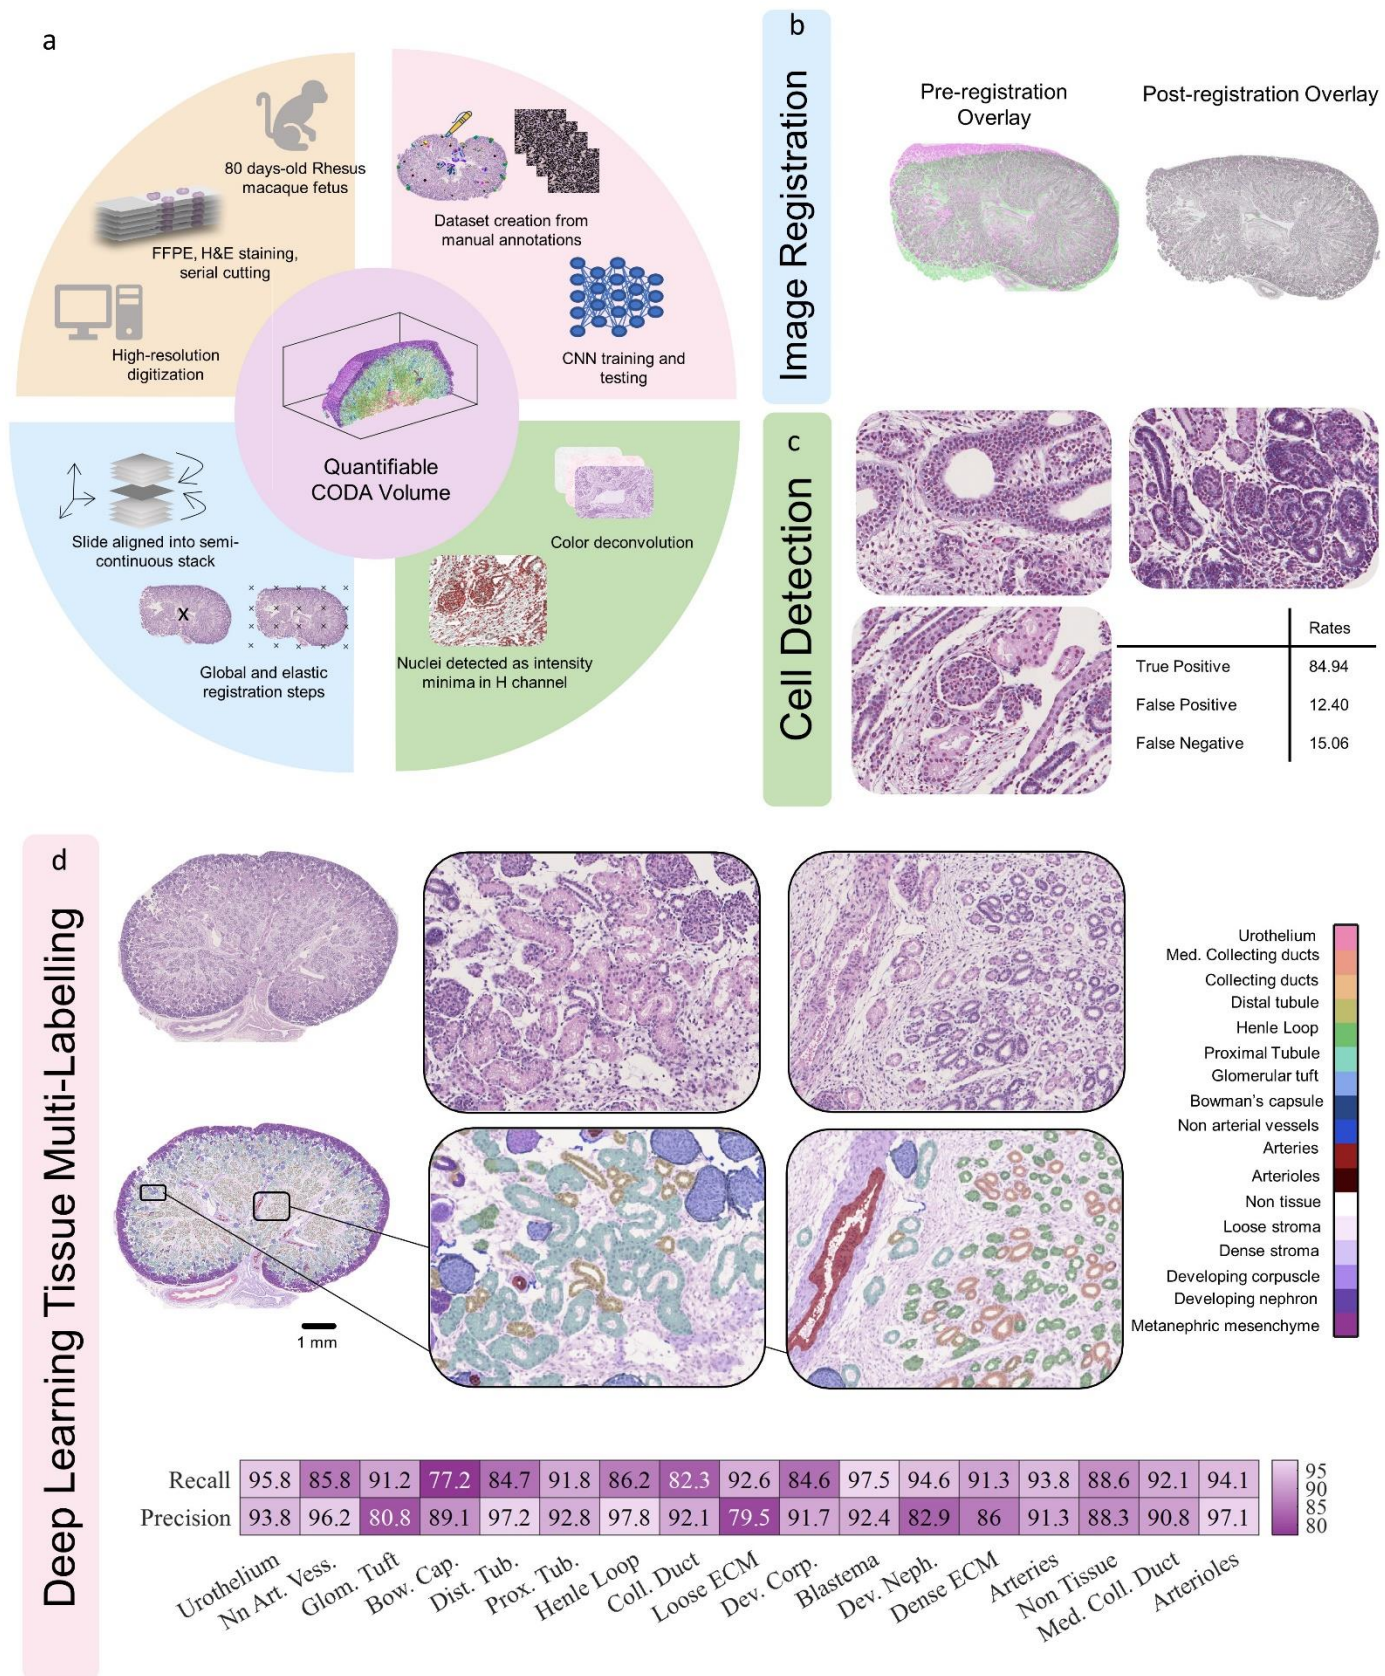 a
80 days-old Rhesus
macaque fetus
FFPE, H&E staining,
serial cutting
High-resolution
digitization
Dataset creation from
manual annotations
CNN training and
testing
Quantifiable
CODA Volume
Slide aligned into semi-
continuous stack
X
Global and elastic
registration steps
Color deconvolution
Nuclei detected as intensity
minima in H channel
b
Image Registration
Pre-registration
Overlay
Post-registration Overlay
c
Cell Detection
Rates
True Positive 84.94
False Positive 12.40
False Negative 15.06
d
Deep Learning Tissue Multi-Labelling
1 mm
Urothelium
Med. Collecting ducts
Collecting ducts
Distal tubule
Henle Loop
Proximal Tubule
Glomerular tuft
Bowman's capsule
Non arterial vessels
Arteries
Arterioles
Non tissue
Loose stroma
Dense stroma
Developing corpuscle
Developing nephron
Metanephric mesenchyme
Recall 95.8 85.8 91.2 77.2 84.7 91.8 86.2 82.3 92.6 84.6 97.5 94.6 91.3 93.8 88.6 92.1 94.1
Precision 93.8 96.2 80.8 89.1 97.2 92.8 97.8 92.1 79.5 91.7 92.4 82.9 86 91.3 88.3 90.8 97.1
95
90
85
80
Urothelium
Nn Art. Vess.
Glom. Tuft
Bow. Cap.
Dist. Tub.
Prox. Tub.
Henle Loop
Coll. Duct
Loose ECM
Dev. Corp.
Blastema
Dev. Neph.
Dense ECM
Arteries
Non Tissue
Med. Coll. Duct
Arterioles